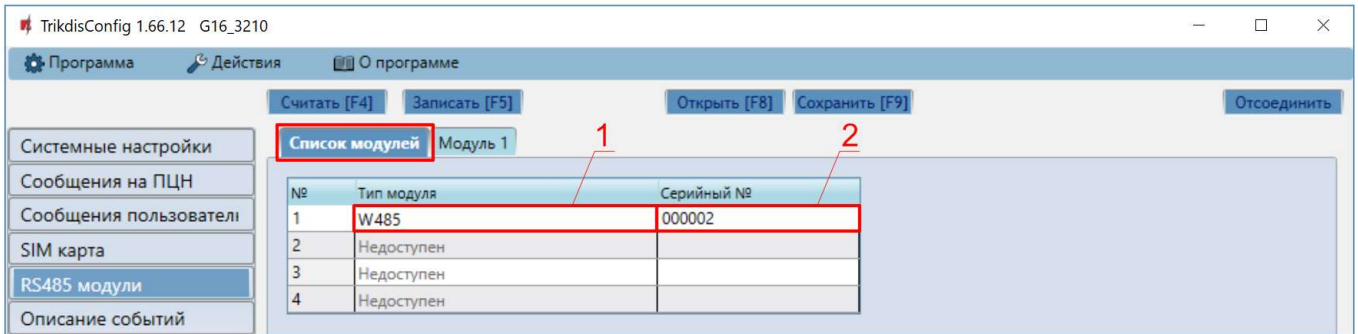 TrikdisConfig 1.66.12 G16_3210
Программа Действия О программе
Считать [F4] Записать [F5] Открыть [F8] Сохранить [F9] Отсоединить
Системные настройки
Сообщения на ПЦН
Сообщения пользователю
SIM карта
RS485 модули
Описание событий
Список модулей Модуль 1
1 2
№ Тип модуля Серийный №
1 W485 000002
2 Недоступен
3 Недоступен
4 Недоступен